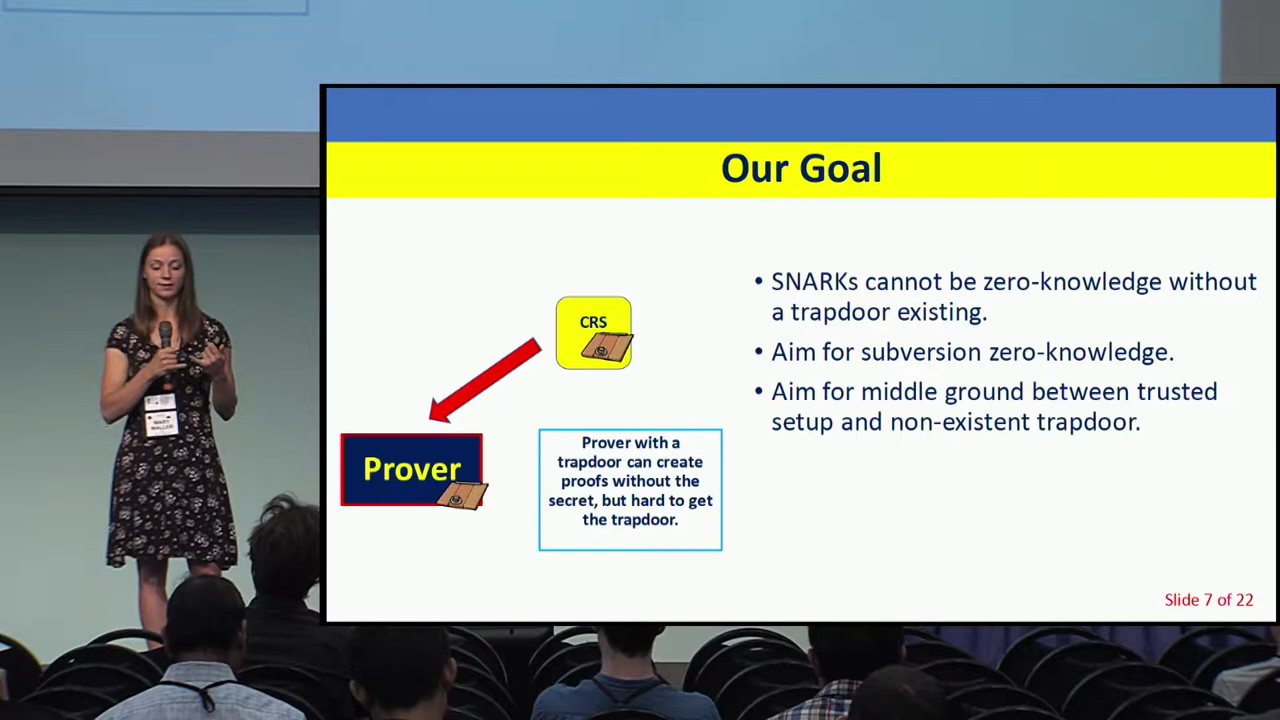 Our Goal
CRS
Prover
Prover with a
trapdoor can create
proofs without the
secret, but hard to get
the trapdoor.
• SNARKs cannot be zero-knowledge without
a trapdoor existing.
• Aim for subversion zero-knowledge.
• Aim for middle ground between trusted
setup and non-existent trapdoor.
Slide 7 of 22
MARY
MALLER